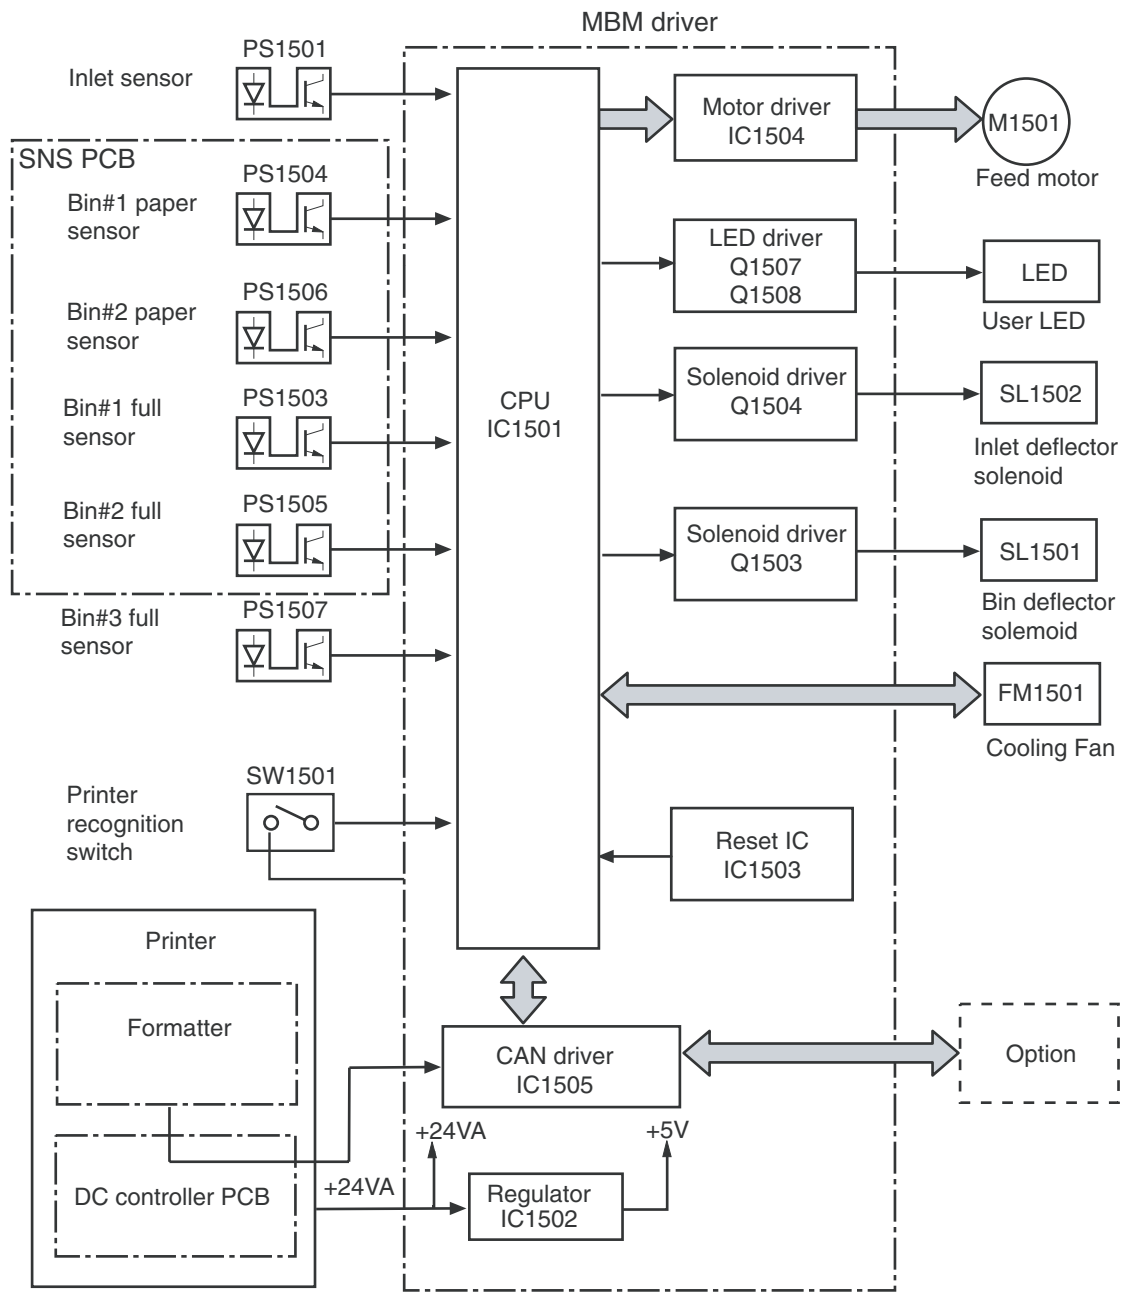 MBM driver
PS1501
Inlet sensor
SNS PCB
PS1504
Bin#1 paper
sensor
PS1506
Bin#2 paper
sensor
PS1503
Bin#1 full
sensor
PS1505
Bin#2 full
sensor
PS1507
Bin#3 full
sensor
SW1501
Printer
recognition
switch
CPU
IC1501
Motor driver
IC1504
M1501
Feed motor
LED driver
Q1507
Q1508
LED
User LED
Solenoid driver
Q1504
SL1502
Inlet deflector
solenoid
Solenoid driver
Q1503
SL1501
Bin deflector
solemoid
FM1501
Cooling Fan
Reset IC
IC1503
Printer
Formatter
DC controller PCB
CAN driver
IC1505
Option
+24VA
+5V
+24VA
Regulator
IC1502